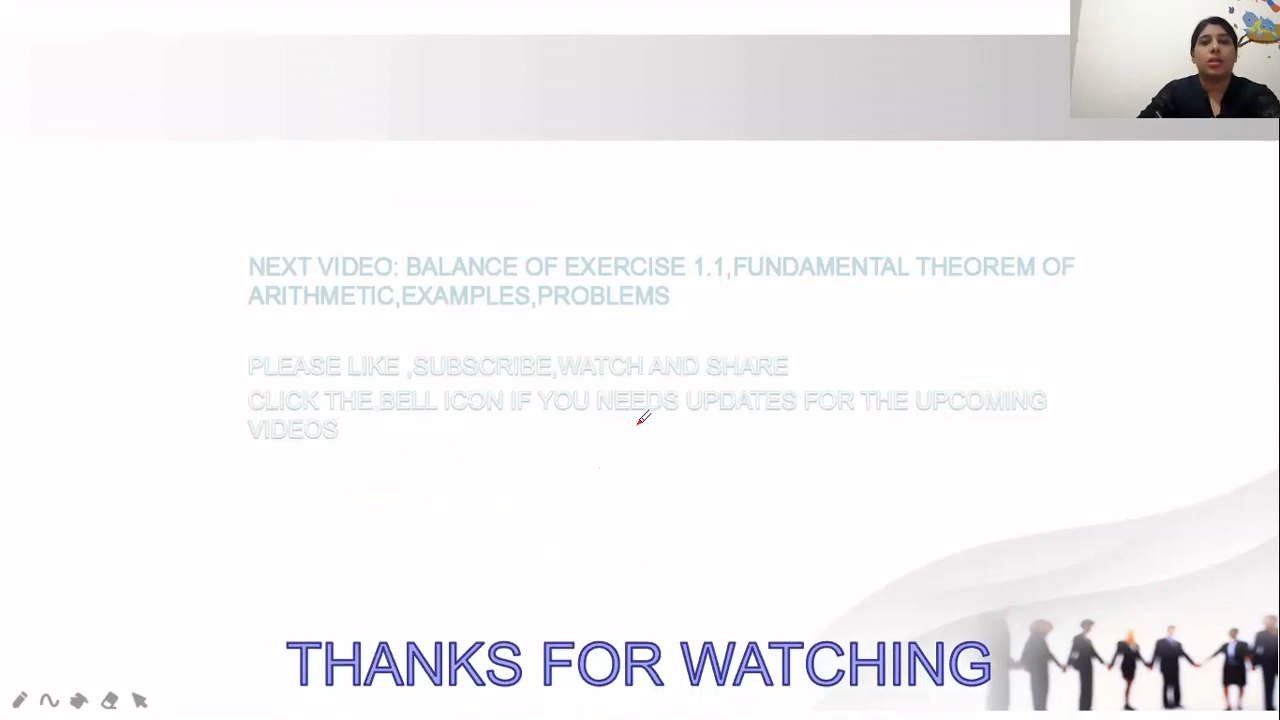 NEXT VIDEO: BALANCE OF EXERCISE 1.1,FUNDAMENTAL THEOREM OF
ARITHMETIC,EXAMPLES,PROBLEMS
PLEASE LIKE ,SUBSCRIBE,WATCH AND SHARE
CLICK THE BELL ICON IF YOU NEEDS UPDATES FOR THE UPCOMING
VIDEOS
THANKS FOR WATCHING